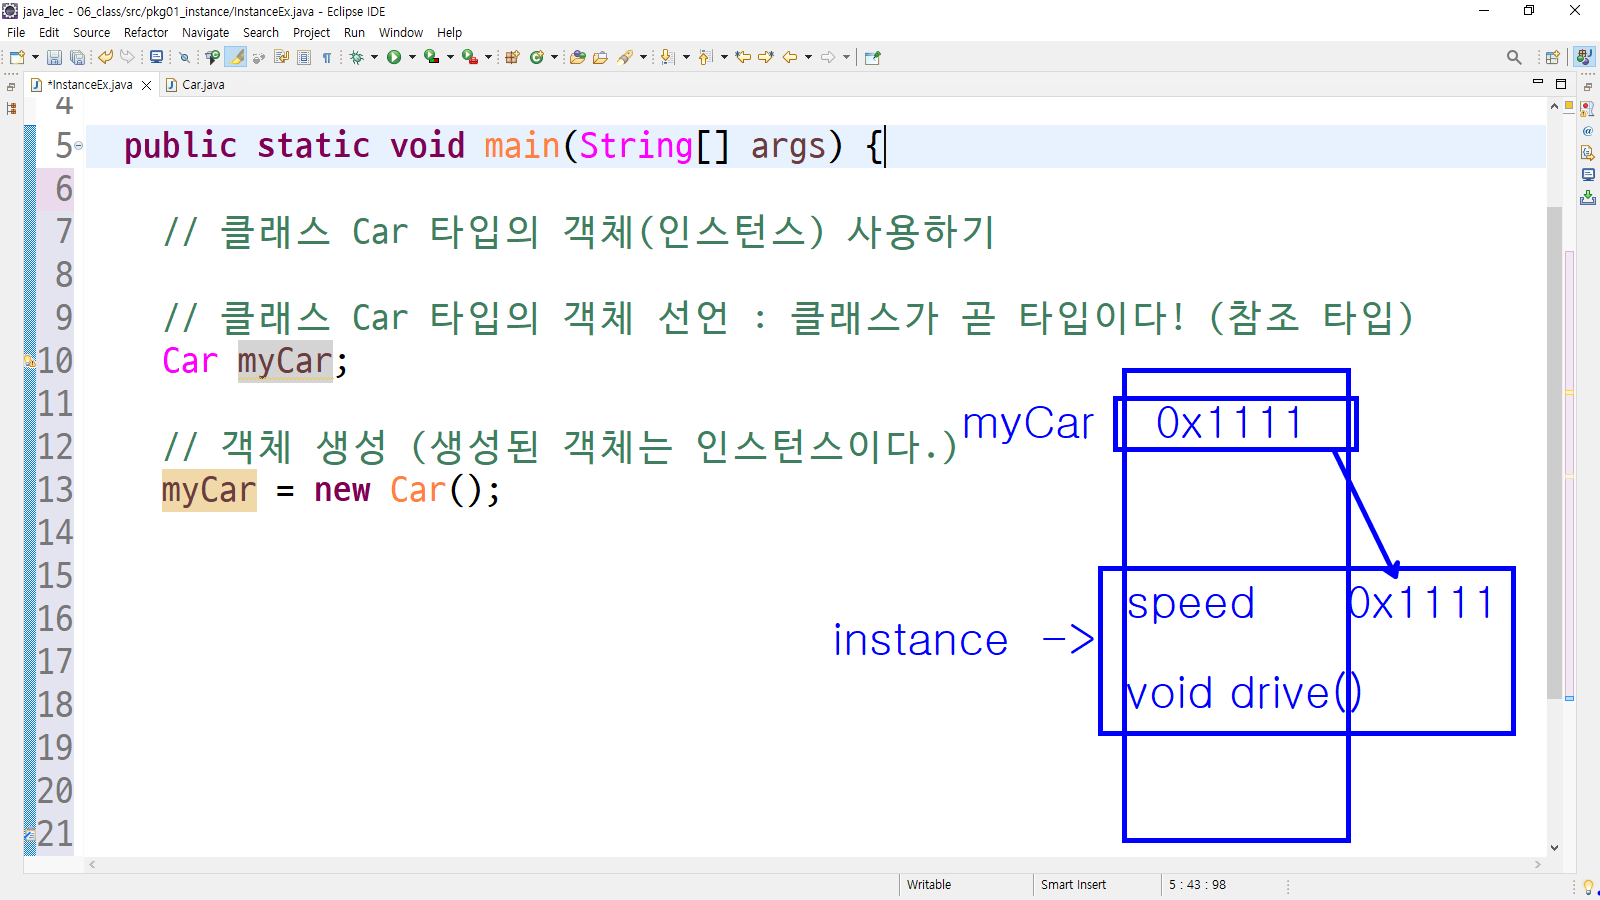 java_lec - 06_class/src/pkg01_instance/InstanceEx.java - Eclipse IDE
File Edit Source Refactor Navigate Search Project Run Window Help
*InstanceEx.java Car.java
4
5 public static void main(String[] args) {
6
7 // 클래스 Car 타입의 객체(인스턴스) 사용하기
8
9 // 클래스 Car 타입의 객체 선언 : 클래스가 곧 타입이다! (참조 타입)
10 Car myCar;
11
12 // 객체 생성 (생성된 객체는 인스턴스이다.)
13 myCar = new Car();
14
15
16
17
18
19
20
21
myCar 0x1111
speed 0x1111
instance ->
void drive()
Writable Smart Insert 5 : 43 : 98